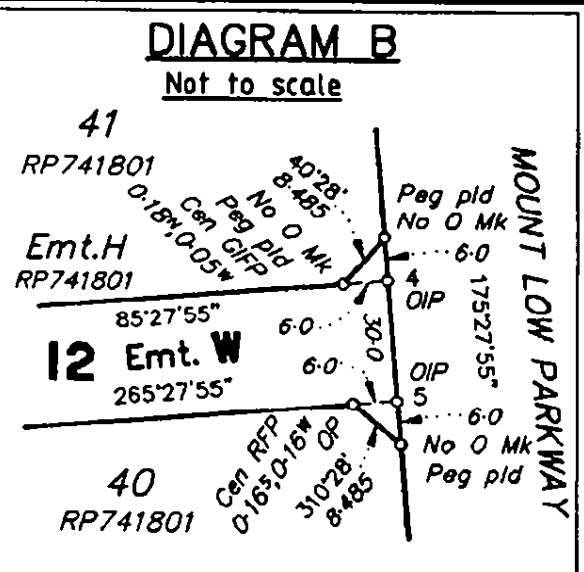 DIAGRAM B
Not to scale
41
RP741801
40°28'
8·485
No O Mk
Peg pld
Cen GIFP
0·18ᴺ, 0·05ᵂ
Peg pld
No O Mk
6·0
4
OIP
MOUNT LOW PARKWAY
175°27'55"
Emt.H
RP741801
85°27'55"
6·0
30·0
12 Emt. W
6·0
265°27'55"
OIP
5
6·0
No O Mk
Peg pld
Cen RFP
0·16ˢ, 0·16ᵂ
OP
310°28'
8·485
40
RP741801